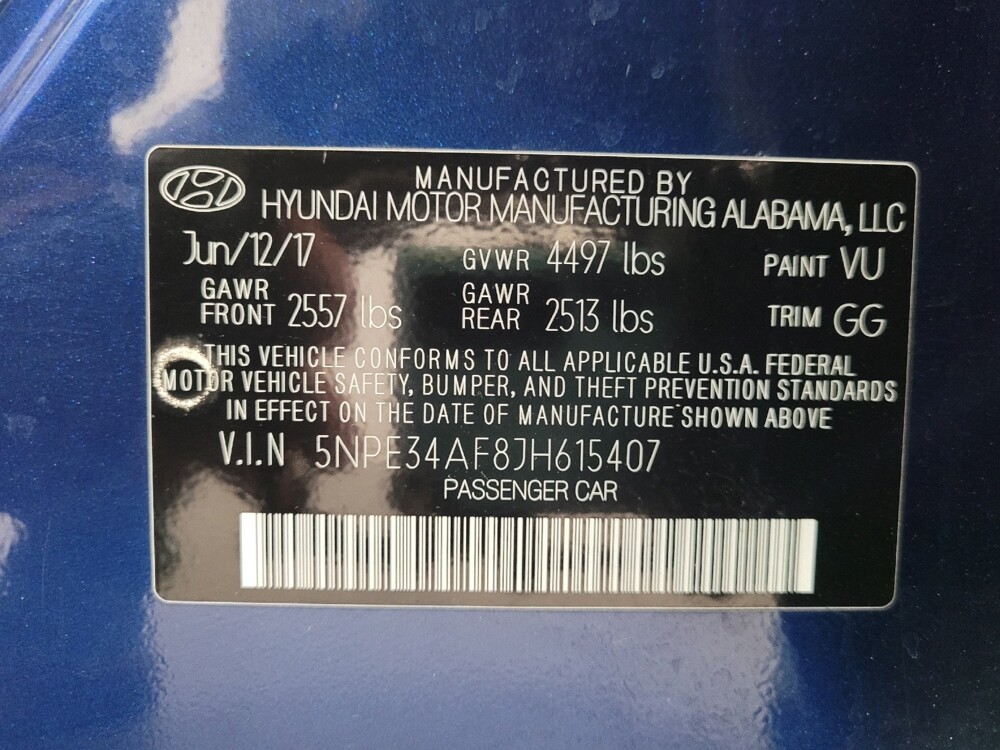 MANUFACTURED BY
HYUNDAI MOTOR MANUFACTURING ALABAMA, LLC
Jun/12/17 GVWR 4497 lbs PAINT VU
GAWR FRONT 2557 lbs GAWR REAR 2513 lbs TRIM GG
THIS VEHICLE CONFORMS TO ALL APPLICABLE U.S.A. FEDERAL
MOTOR VEHICLE SAFETY, BUMPER, AND THEFT PREVENTION STANDARDS
IN EFFECT ON THE DATE OF MANUFACTURE SHOWN ABOVE
V.I.N 5NPE34AF8JH615407
PASSENGER CAR